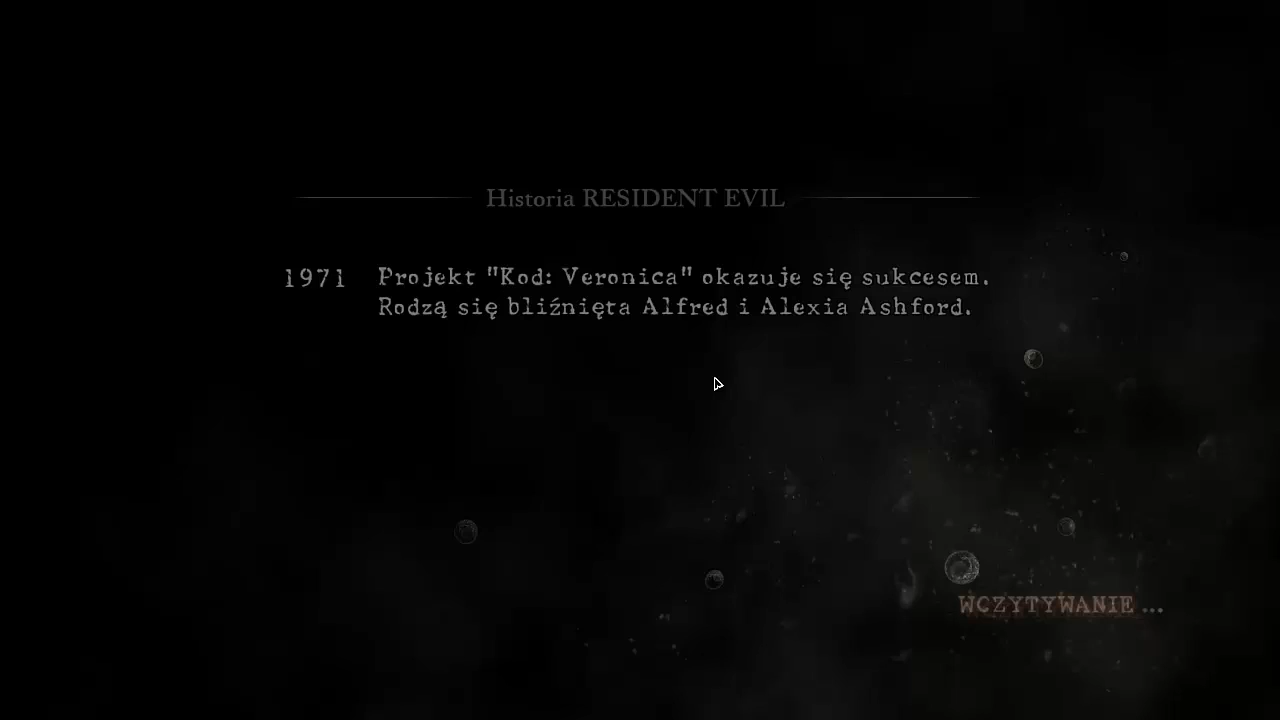 Historia RESIDENT EVIL
1971 Projekt "Kod: Veronica" okazuje się sukcesem.
Rodzą się bliźnięta Alfred i Alexia Ashford.
WCZYTYWANIE ...